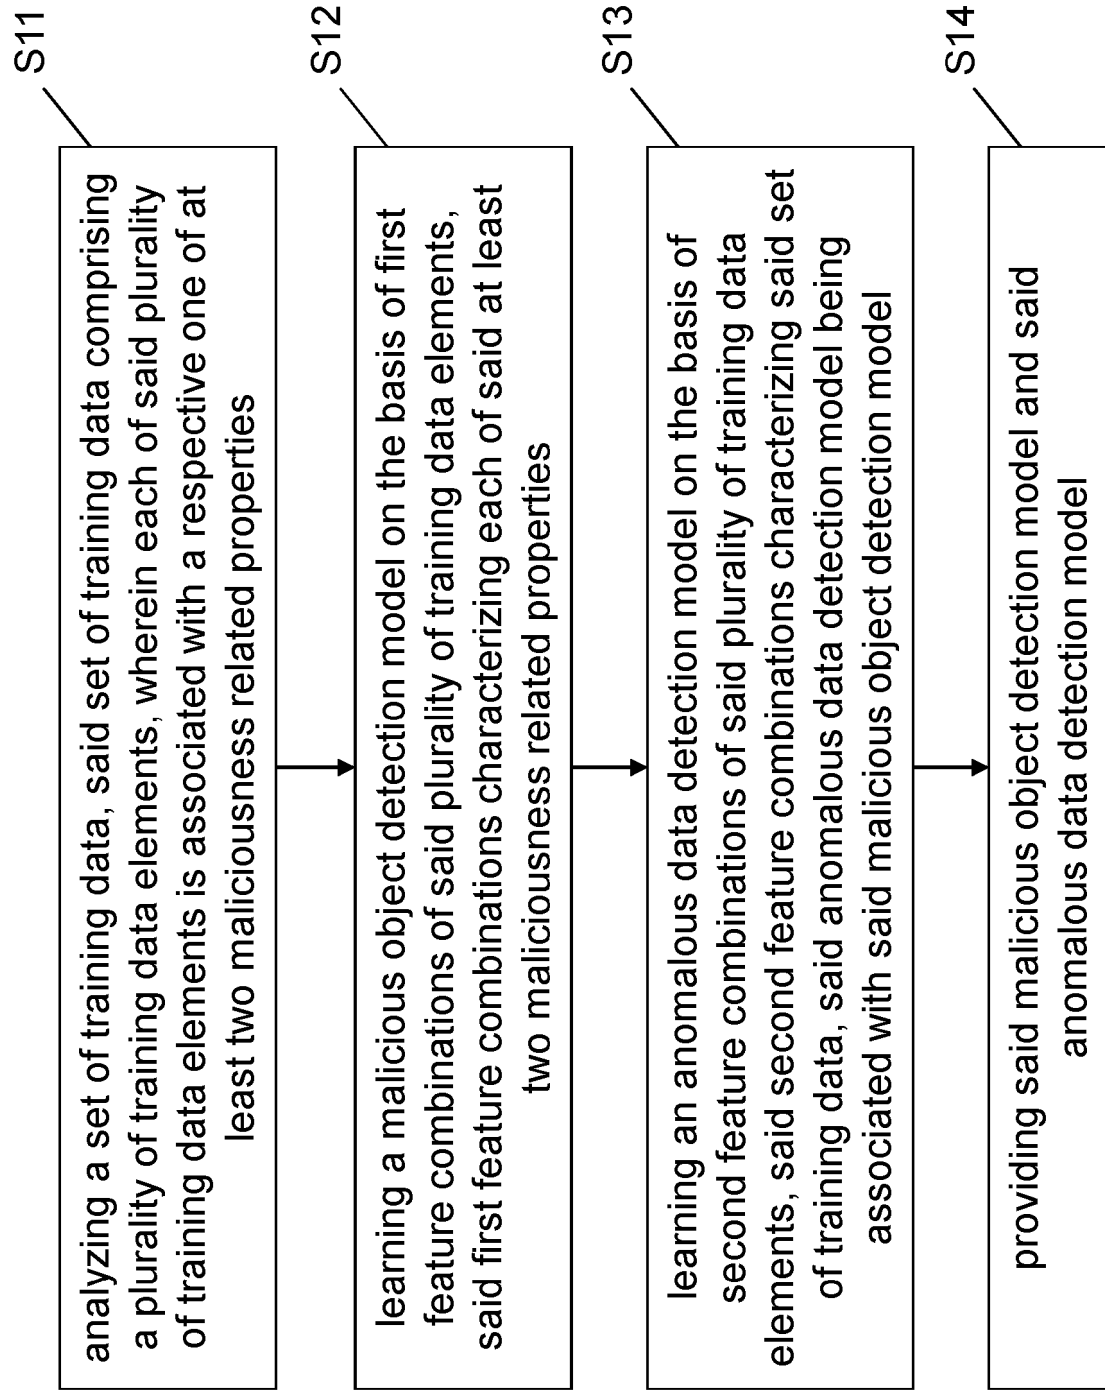 S11
analyzing a set of training data, said set of training data comprising
a plurality of training data elements, wherein each of said plurality
of training data elements is associated with a respective one of at
least two maliciousness related properties
S12
learning a malicious object detection model on the basis of first
feature combinations of said plurality of training data elements,
said first feature combinations characterizing each of said at least
two maliciousness related properties
S13
learning an anomalous data detection model on the basis of
second feature combinations of said plurality of training data
elements, said second feature combinations characterizing said set
of training data, said anomalous data detection model being
associated with said malicious object detection model
S14
providing said malicious object detection model and said
anomalous data detection model